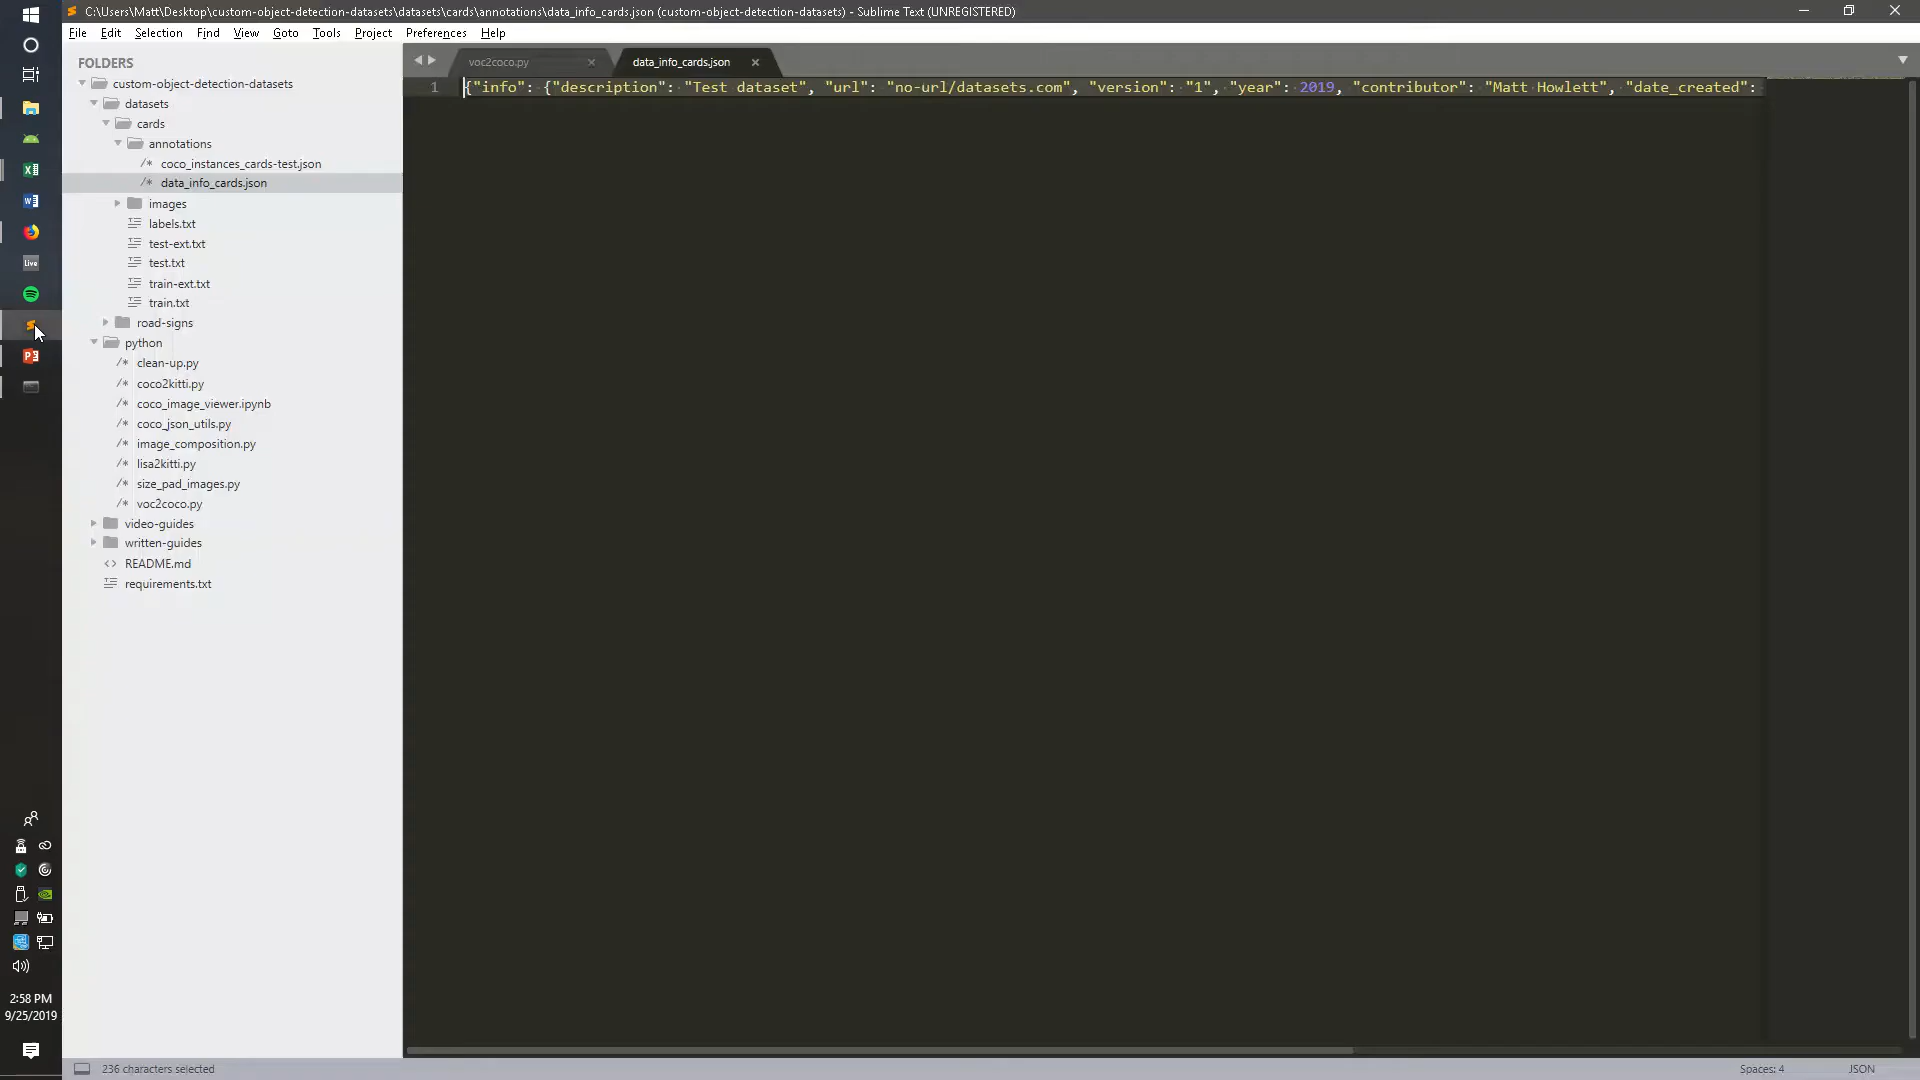 C:\Users\Matt\Desktop\custom-object-detection-datasets\datasets\cards\annotations\data_info_cards.json (custom-object-detection-datasets) - Sublime Text (UNREGISTERED)
File Edit Selection Find View Goto Tools Project Preferences Help
FOLDERS
voc2coco.py
data_info_cards.json
custom-object-detection-datasets
1 {"info": {"description": "Test dataset", "url": "no-url/datasets.com", "version": "1", "year": 2019, "contributor": "Matt Howlett", "date_created":
datasets
cards
annotations
/* coco_instances_cards-test.json
/* data_info_cards.json
images
labels.txt
test-ext.txt
test.txt
train-ext.txt
train.txt
road-signs
python
/* clean-up.py
/* coco2kitti.py
/* coco_image_viewer.ipynb
/* coco_json_utils.py
/* image_composition.py
/* lisa2kitti.py
/* size_pad_images.py
/* voc2coco.py
video-guides
written-guides
<> README.md
requirements.txt
Live
2:58 PM
9/25/2019
236 characters selected
Spaces: 4
JSON